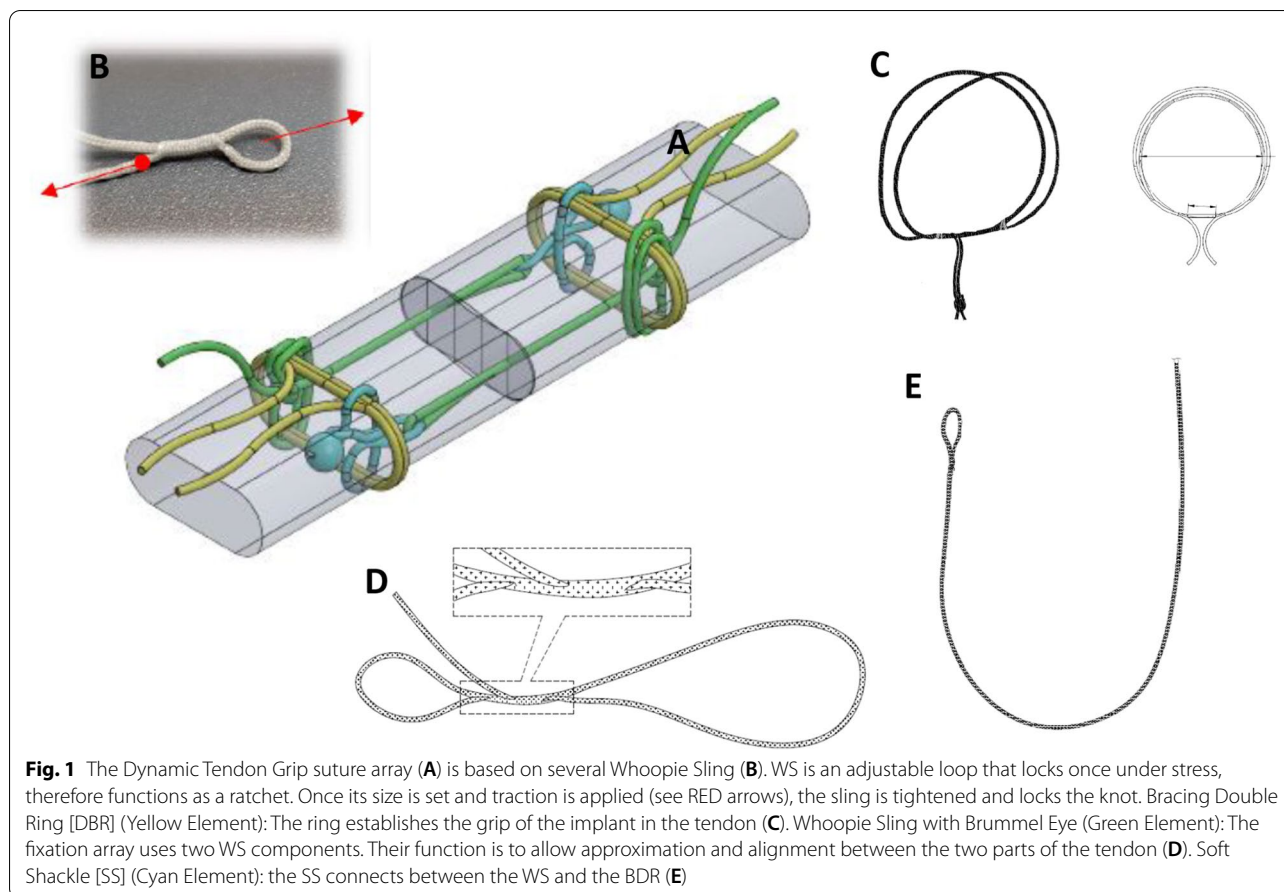 B
A
C
E
D
Fig. 1 The Dynamic Tendon Grip suture array (A) is based on several Whoopie Sling (B). WS is an adjustable loop that locks once under stress,
therefore functions as a ratchet. Once its size is set and traction is applied (see RED arrows), the sling is tightened and locks the knot. Bracing Double
Ring [DBR] (Yellow Element): The ring establishes the grip of the implant in the tendon (C). Whoopie Sling with Brummel Eye (Green Element): The
fixation array uses two WS components. Their function is to allow approximation and alignment between the two parts of the tendon (D). Soft
Shackle [SS] (Cyan Element): the SS connects between the WS and the BDR (E)